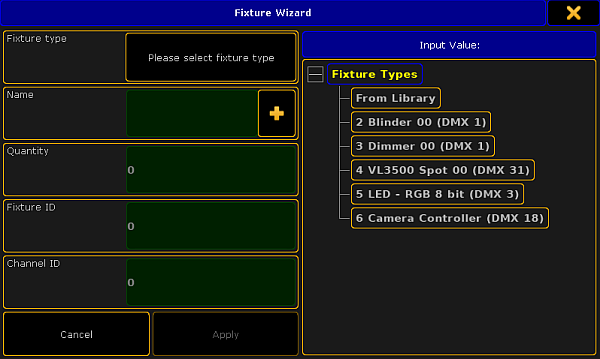 Fixture Wizard
Fixture type
Please select fixture type
Name
Quantity
0
Fixture ID
0
Channel ID
0
Cancel
Apply
Input Value:
Fixture Types
From Library
2 Blinder 00 (DMX 1)
3 Dimmer 00 (DMX 1)
4 VL3500 Spot 00 (DMX 31)
5 LED - RGB 8 bit (DMX 3)
6 Camera Controller (DMX 18)